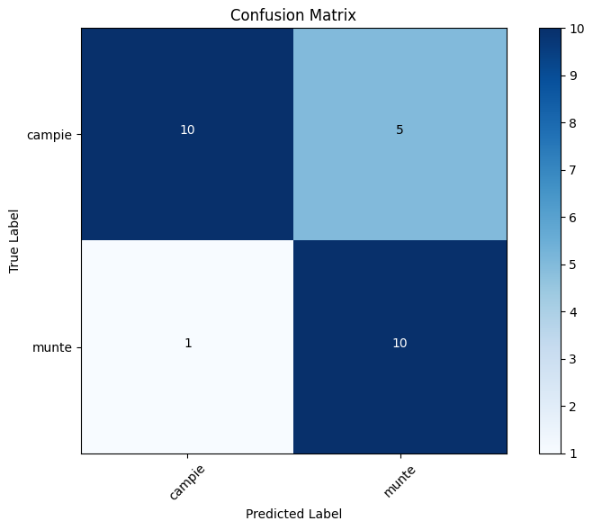 Confusion Matrix
True Label
campie
munte
10
5
1
10
campie
munte
Predicted Label
10
9
8
7
6
5
4
3
2
1